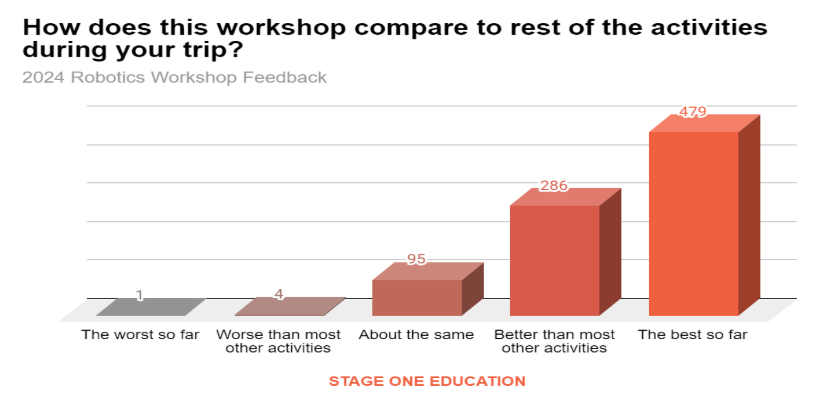 How does this workshop compare to rest of the activities
during your trip?
2024 Robotics Workshop Feedback
479
286
95
4
1
The worst so far
Worse than most
other activities
About the same
Better than most
other activities
The best so far
STAGE ONE EDUCATION